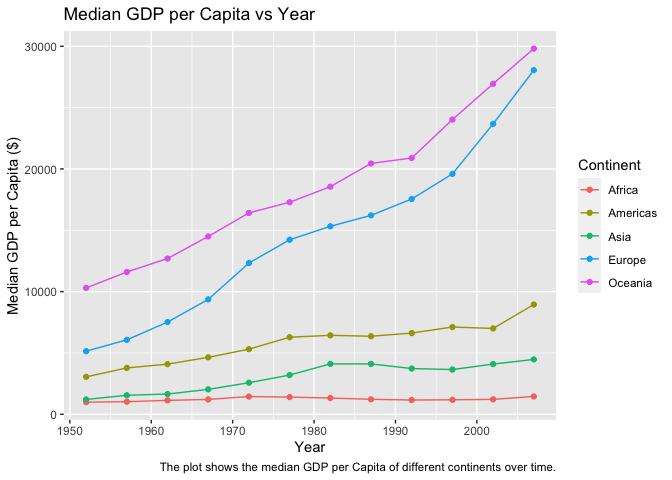 Median GDP per Capita vs Year
Median GDP per Capita ($)
30000
20000
10000
0
1950
1960
1970
1980
1990
2000
Year
Continent
Africa
Americas
Asia
Europe
Oceania
The plot shows the median GDP per Capita of different continents over time.